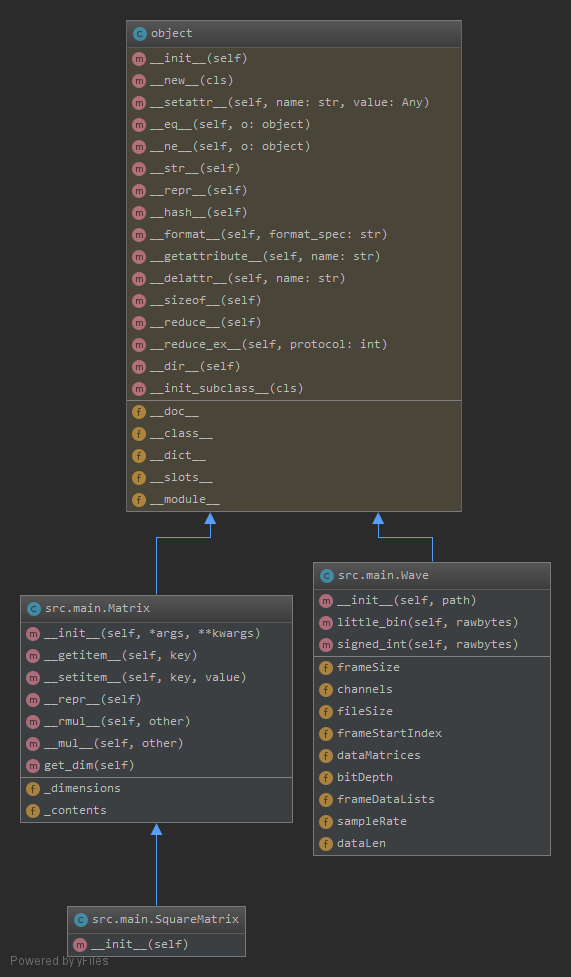 object
__init__(self)
__new__(cls)
__setattr__(self, name: str, value: Any)
__eq__(self, o: object)
__ne__(self, o: object)
__str__(self)
__repr__(self)
__hash__(self)
__format__(self, format_spec: str)
__getattribute__(self, name: str)
__delattr__(self, name: str)
__sizeof__(self)
__reduce__(self)
__reduce_ex__(self, protocol: int)
__dir__(self)
__init_subclass__(cls)
__doc__
__class__
__dict__
__slots__
__module__
src.main.Matrix
__init__(self, *args, **kwargs)
__getitem__(self, key)
__setitem__(self, key, value)
__repr__(self)
__rmul__(self, other)
__mul__(self, other)
get_dim(self)
_dimensions
_contents
src.main.Wave
__init__(self, path)
little_bin(self, rawbytes)
signed_int(self, rawbytes)
frameSize
channels
fileSize
frameStartIndex
dataMatrices
bitDepth
frameDataLists
sampleRate
dataLen
src.main.SquareMatrix
__init__(self)
Powered by yFiles